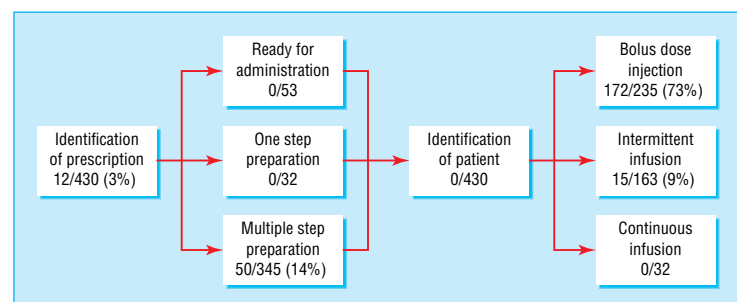 Identification
of prescription
12/430 (3%)
Ready for
administration
0/53
One step
preparation
0/32
Multiple step
preparation
50/345 (14%)
Identification
of patient
0/430
Bolus dose
injection
172/235 (73%)
Intermittent
infusion
15/163 (9%)
Continuous
infusion
0/32